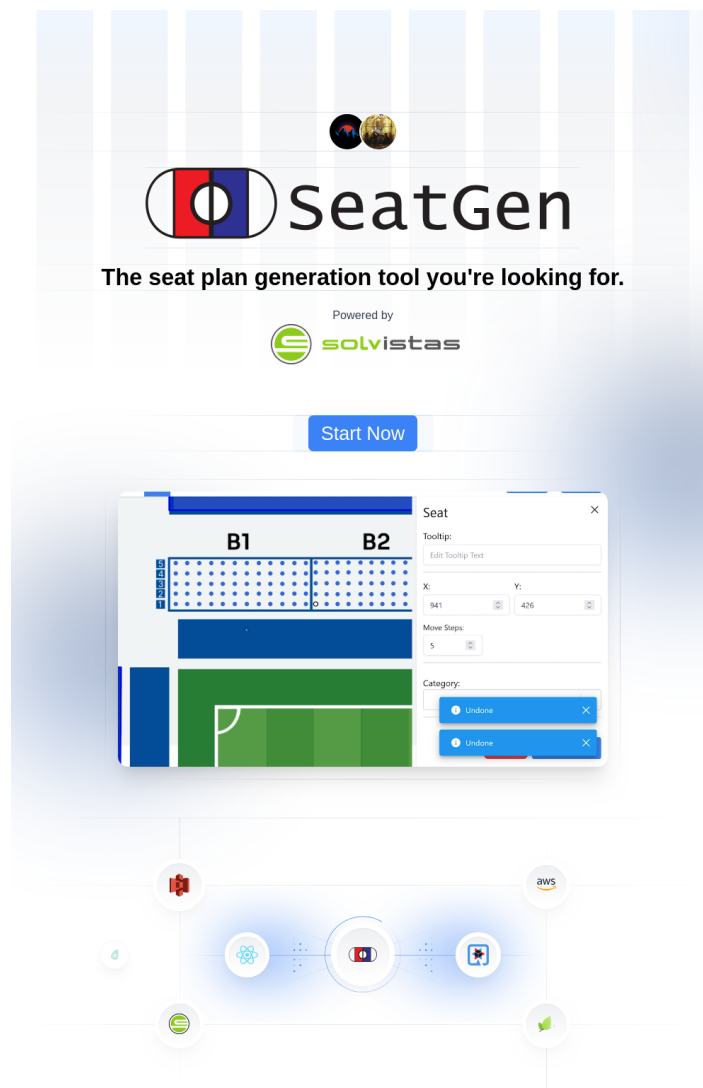 SeatGen
The seat plan generation tool you're looking for.
Powered by
solvistas
Start Now
B1
B2
5
4
3
2
1
Seat
Tooltip:
Edit Tooltip Text
X:
Y:
941
426
Move Steps:
5
Category:
Undone
Undone
aws